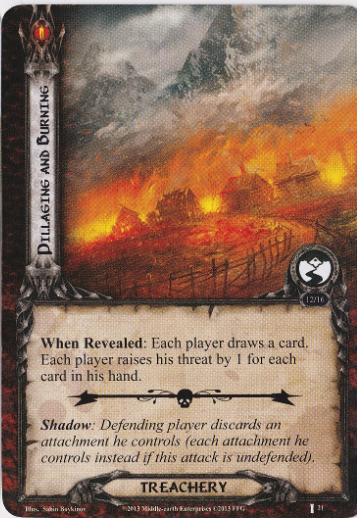 PILLAGING AND BURNING
12/16
When Revealed: Each player draws a card.
Each player raises his threat by 1 for each
card in his hand.
Shadow: Defending player discards an
attachment he controls (each attachment he
controls instead if this attack is undefended).
TREACHERY
Illus. Sabin Boykinov
©2013 Middle-earth Enterprises ©2013 FFG
21